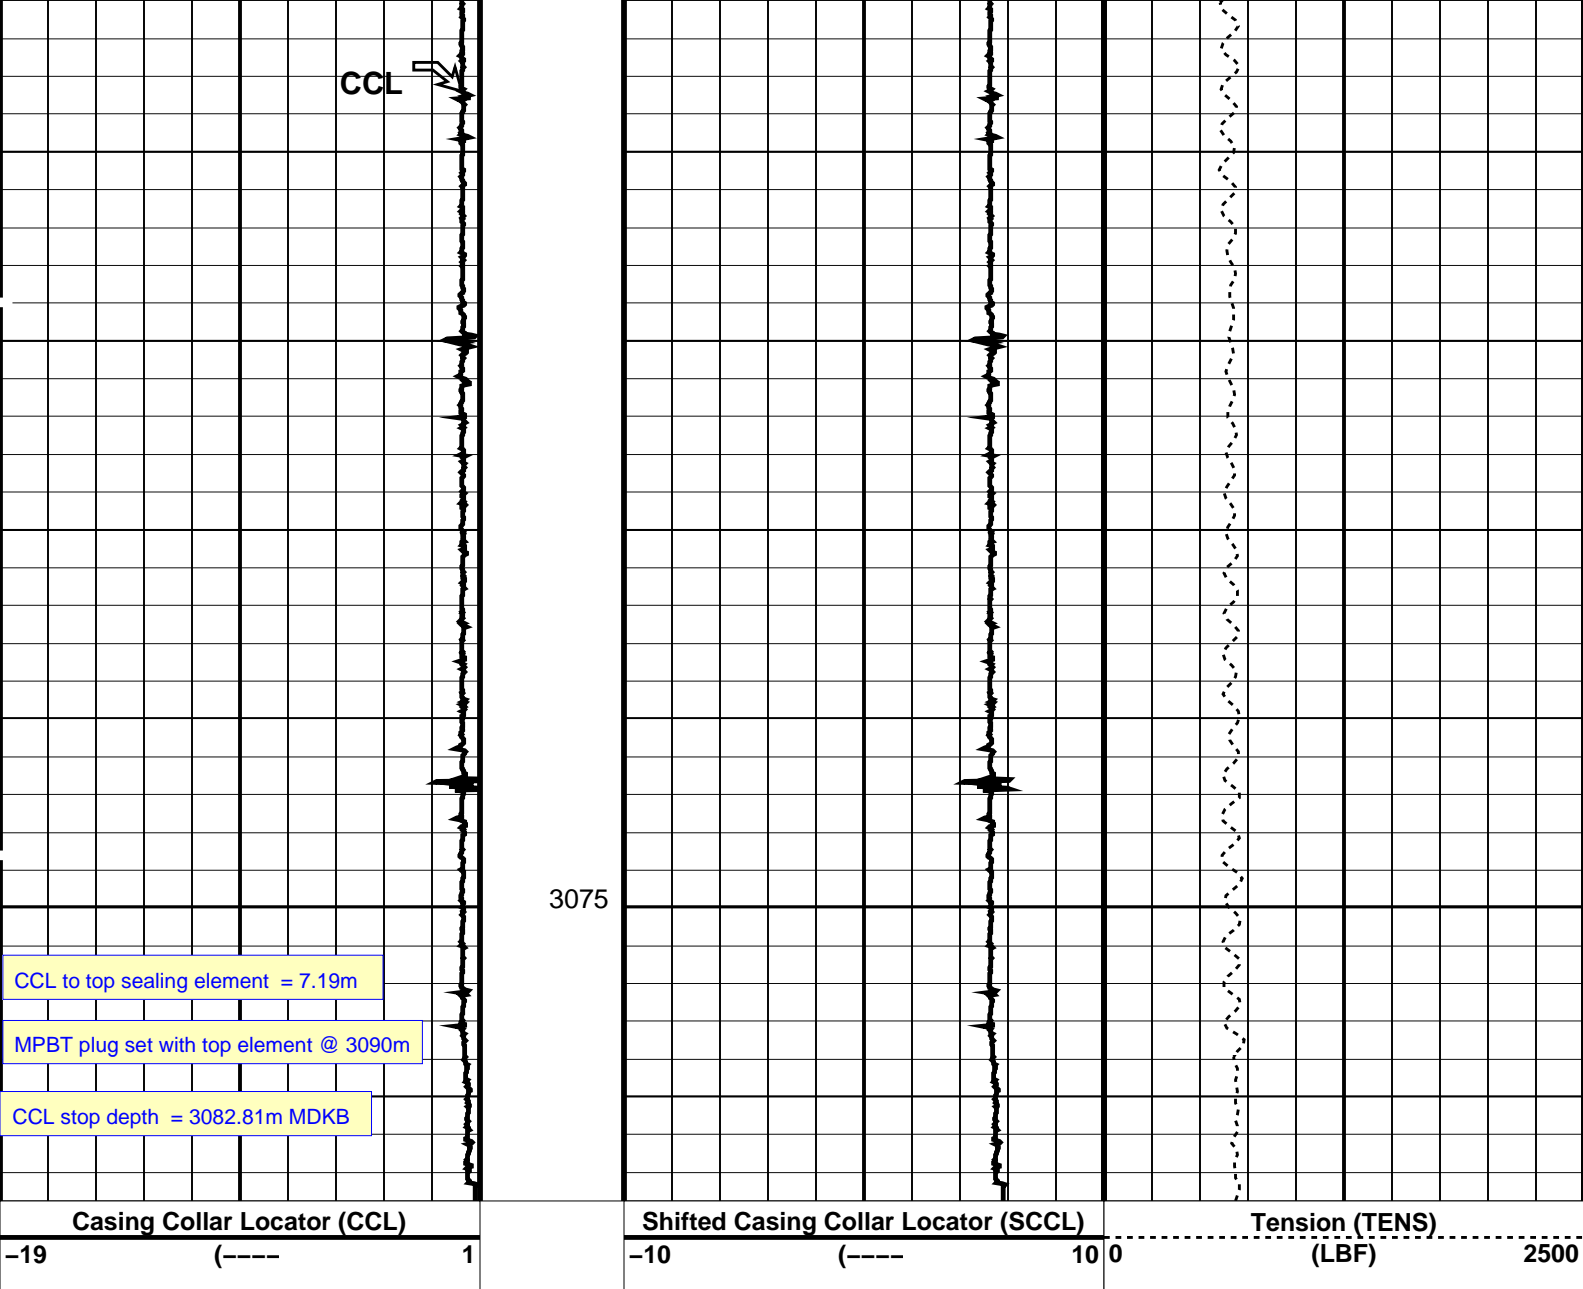 CCL
3075
CCL to top sealing element = 7.19m
MPBT plug set with top element @ 3090m
CCL stop depth = 3082.81m MDKB
Casing Collar Locator (CCL)
–19 (–––– 1
Shifted Casing Collar Locator (SCCL)
–10 (–––– 10
Tension (TENS)
0 (LBF) 2500